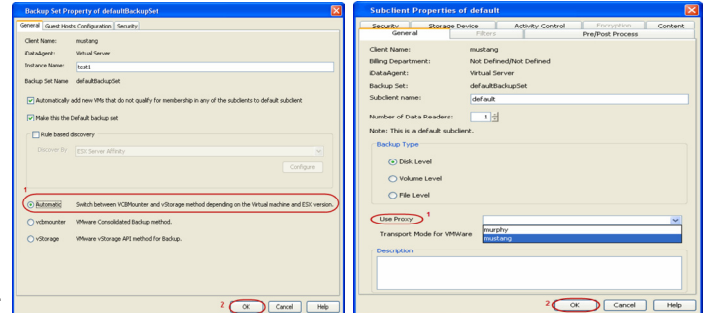 Backup Set Property of defaultBackupSet
General Guest Hosts Configuration Security
Client Name: mustang
iDataAgent: Virtual Server
Instance Name: test1
Backup Set Name defaultBackupSet
Automatically add new VMs that do not qualify for membership in any of the subclients to default subclient
Make this the Default backup set
Rule based discovery
Discover By ESX Server Affinity
Configure
1
Automatic Switch between VCBMounter and vStorage method depending on the Virtual machine and ESX version.
vcbmounter VMware Consolidated Backup method.
vStorage VMware vStorage API method for Backup.
2 OK Cancel Help
Subclient Properties of default
Security Storage Device Activity Control Encryption Content
General Filters Pre/Post Process
Client Name: mustang
Billing Department: Not Defined/Not Defined
iDataAgent: Virtual Server
Backup Set: defaultBackupSet
Subclient name: default
Number of Data Readers: 1
Note: This is a default subclient.
Backup Type
Disk Level
Volume Level
File Level
Use Proxy 1
murphy
Transport Mode for VMWare mustang
Description
2 OK Cancel Help